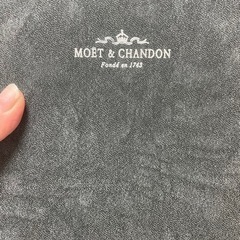 MOËT & CHANDON
Fondé en 1743